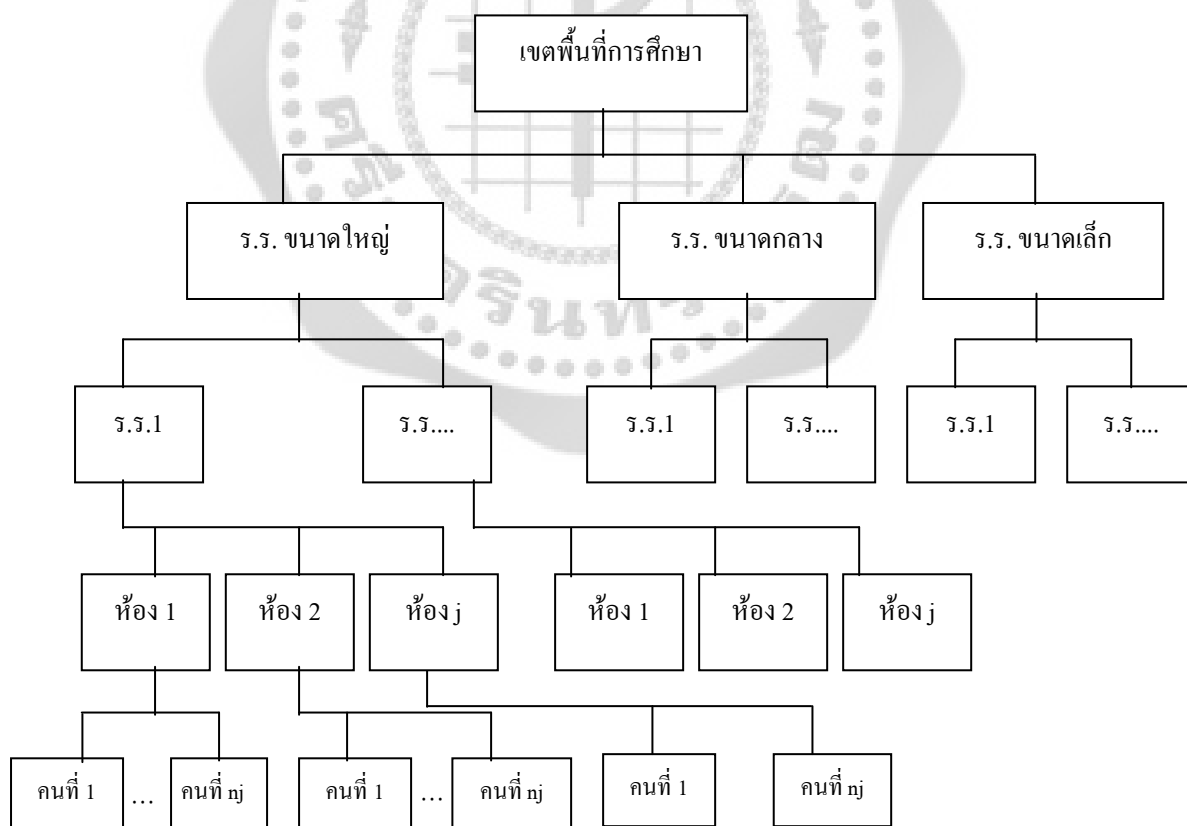 เขตพื้นที่การศึกษา
ร.ร. ขนาดใหญ่ ร.ร. ขนาดกลาง ร.ร. ขนาดเล็ก
ร.ร.1 ร.ร.... ร.ร.1 ร.ร.... ร.ร.1 ร.ร....
ห้อง 1 ห้อง 2 ห้อง j ห้อง 1 ห้อง 2 ห้อง j
คนที่ 1 ... คนที่ nj คนที่ 1 ... คนที่ nj คนที่ 1 คนที่ nj